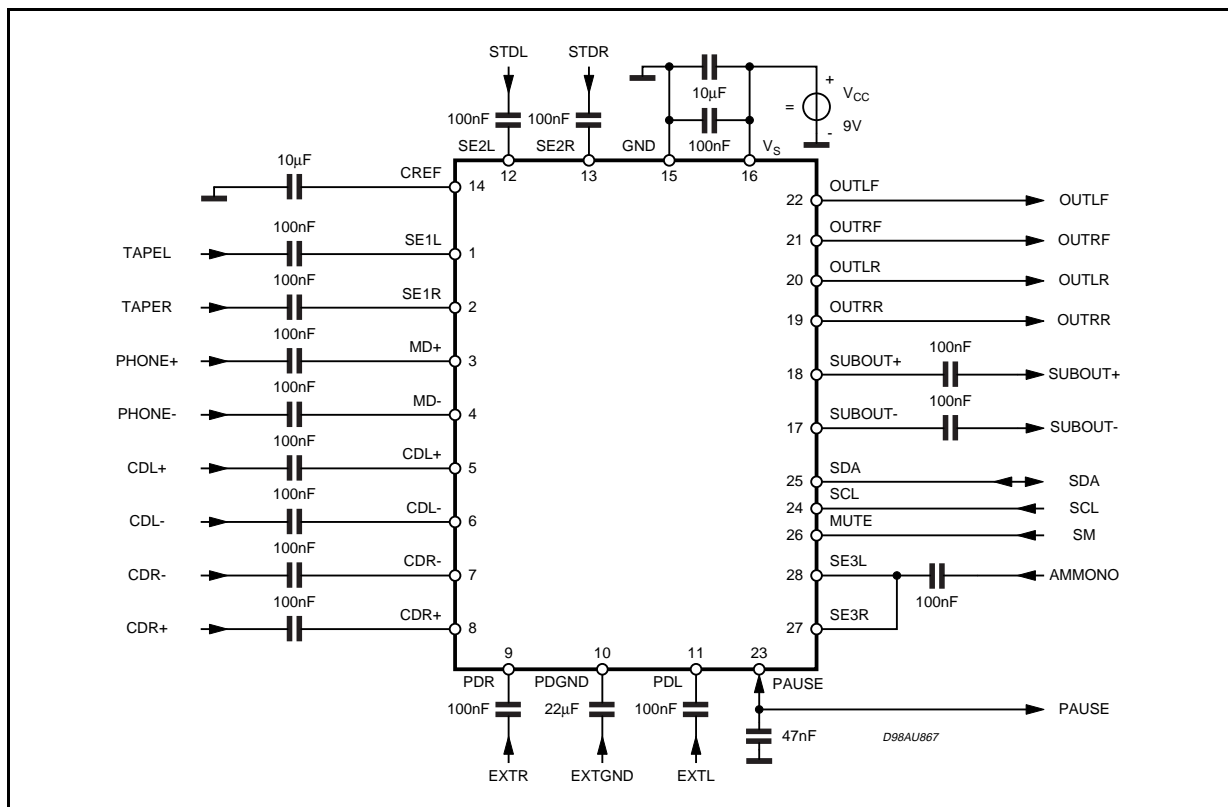 STDL STDR
10μF
+
VCC
=
9V
-
100nF 100nF 100nF
SE2L SE2R GND VS
12 13 15 16
10μF CREF 14
100nF
TAPEL SE1L 1
100nF
TAPER SE1R 2
100nF
PHONE+ MD+ 3
100nF
PHONE- MD- 4
100nF
CDL+ CDL+ 5
100nF
CDL- CDL- 6
100nF
CDR- CDR- 7
100nF
CDR+ CDR+ 8
22 OUTLF OUTLF
21 OUTRF OUTRF
20 OUTLR OUTLR
19 OUTRR OUTRR
100nF
18 SUBOUT+ SUBOUT+
100nF
17 SUBOUT- SUBOUT-
25 SDA SDA
24 SCL SCL
26 MUTE SM
28 SE3L AMMONO
100nF
27 SE3R
9 10 11 23
PDR PDGND PDL PAUSE
100nF 22μF 100nF PAUSE
47nF D98AU867
EXTR EXTGND EXTL